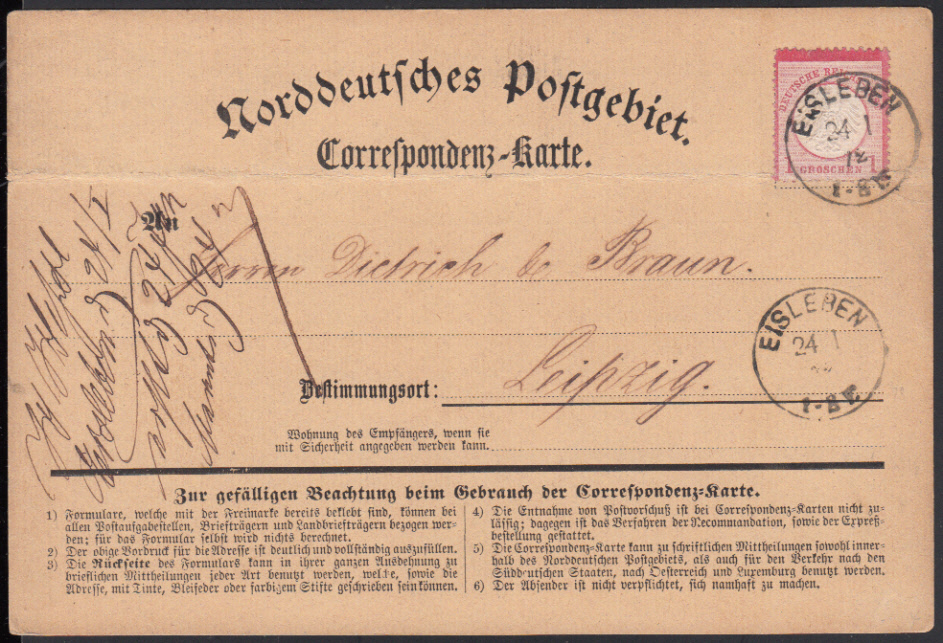 Norddeutsches Postgebiet.
Correspondenz-Karte.
DEUTSCHE REICHS
1 GROSCHEN 1
EISLEBEN
24 1
72
An
Herrn Dietrich & Braun.
EISLEBEN
24 1
Bestimmungsort: Leipzig.
Wohnung des Empfängers, wenn sie
mit Sicherheit angegeben werden kann.
Zur gefälligen Beachtung beim Gebrauch der Correspondenz-Karte.
1) Formulare, welche mit der Freimarke bereits beklebt sind, können bei
allen Postaufgabestellen, Briefträgern und Landbriefträgern bezogen wer-
den; für das Formular selbst wird nichts berechnet.
2) Der obige Vordruck für die Adresse ist deutlich und vollständig auszufüllen.
3) Die Rückseite des Formulars kann in ihrer ganzen Ausdehnung zu
brieflichen Mittheilungen jeder Art benutzt werden, welche, sowie die
Adresse, mit Tinte, Bleifeder oder farbigem Stifte geschrieben sein können.
4) Die Entnahme von Postvorschuß ist bei Correspondenz-Karten nicht zu-
lässig; dagegen ist das Verfahren der Recommandation, sowie der Expreß-
bestellung gestattet.
5) Die Correspondenz-Karte kann zu schriftlichen Mittheilungen sowohl inner-
halb des Norddeutschen Postgebiets, als auch für den Verkehr nach den
Süddeutschen Staaten, nach Oesterreich und Luxemburg benutzt werden.
6) Der Absender ist nicht verpflichtet, sich namhaft zu machen.